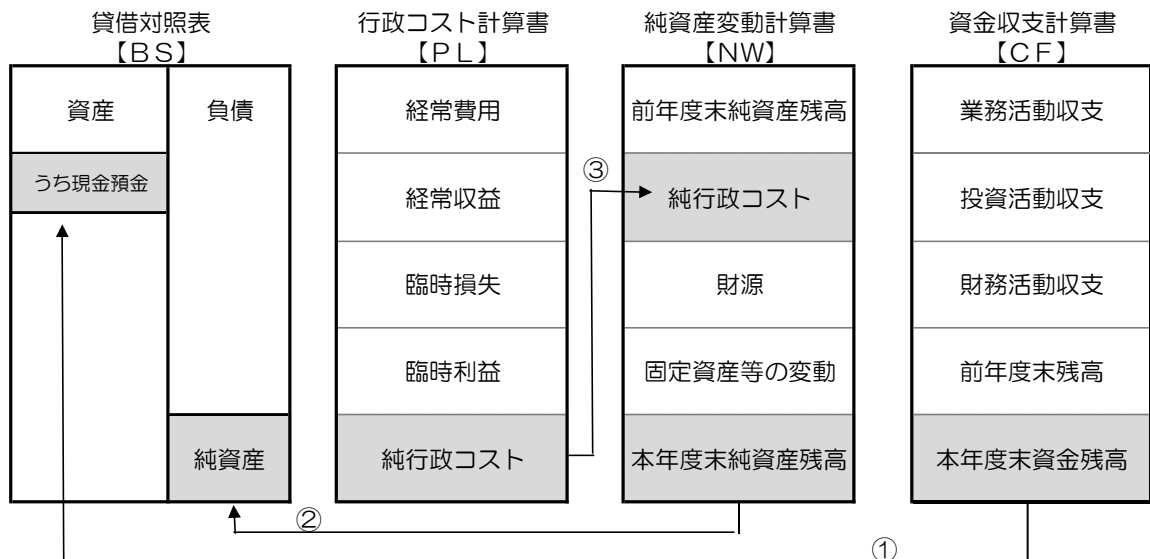 貸借対照表
【ＢＳ】
資産
うち現金預金
負債
純資産
行政コスト計算書
【ＰＬ】
経常費用
経常収益
臨時損失
臨時利益
純行政コスト
③
純資産変動計算書
【NW】
前年度末純資産残高
純行政コスト
財源
固定資産等の変動
本年度末純資産残高
資金収支計算書
【ＣＦ】
業務活動収支
投資活動収支
財務活動収支
前年度末残高
本年度末資金残高
②
①